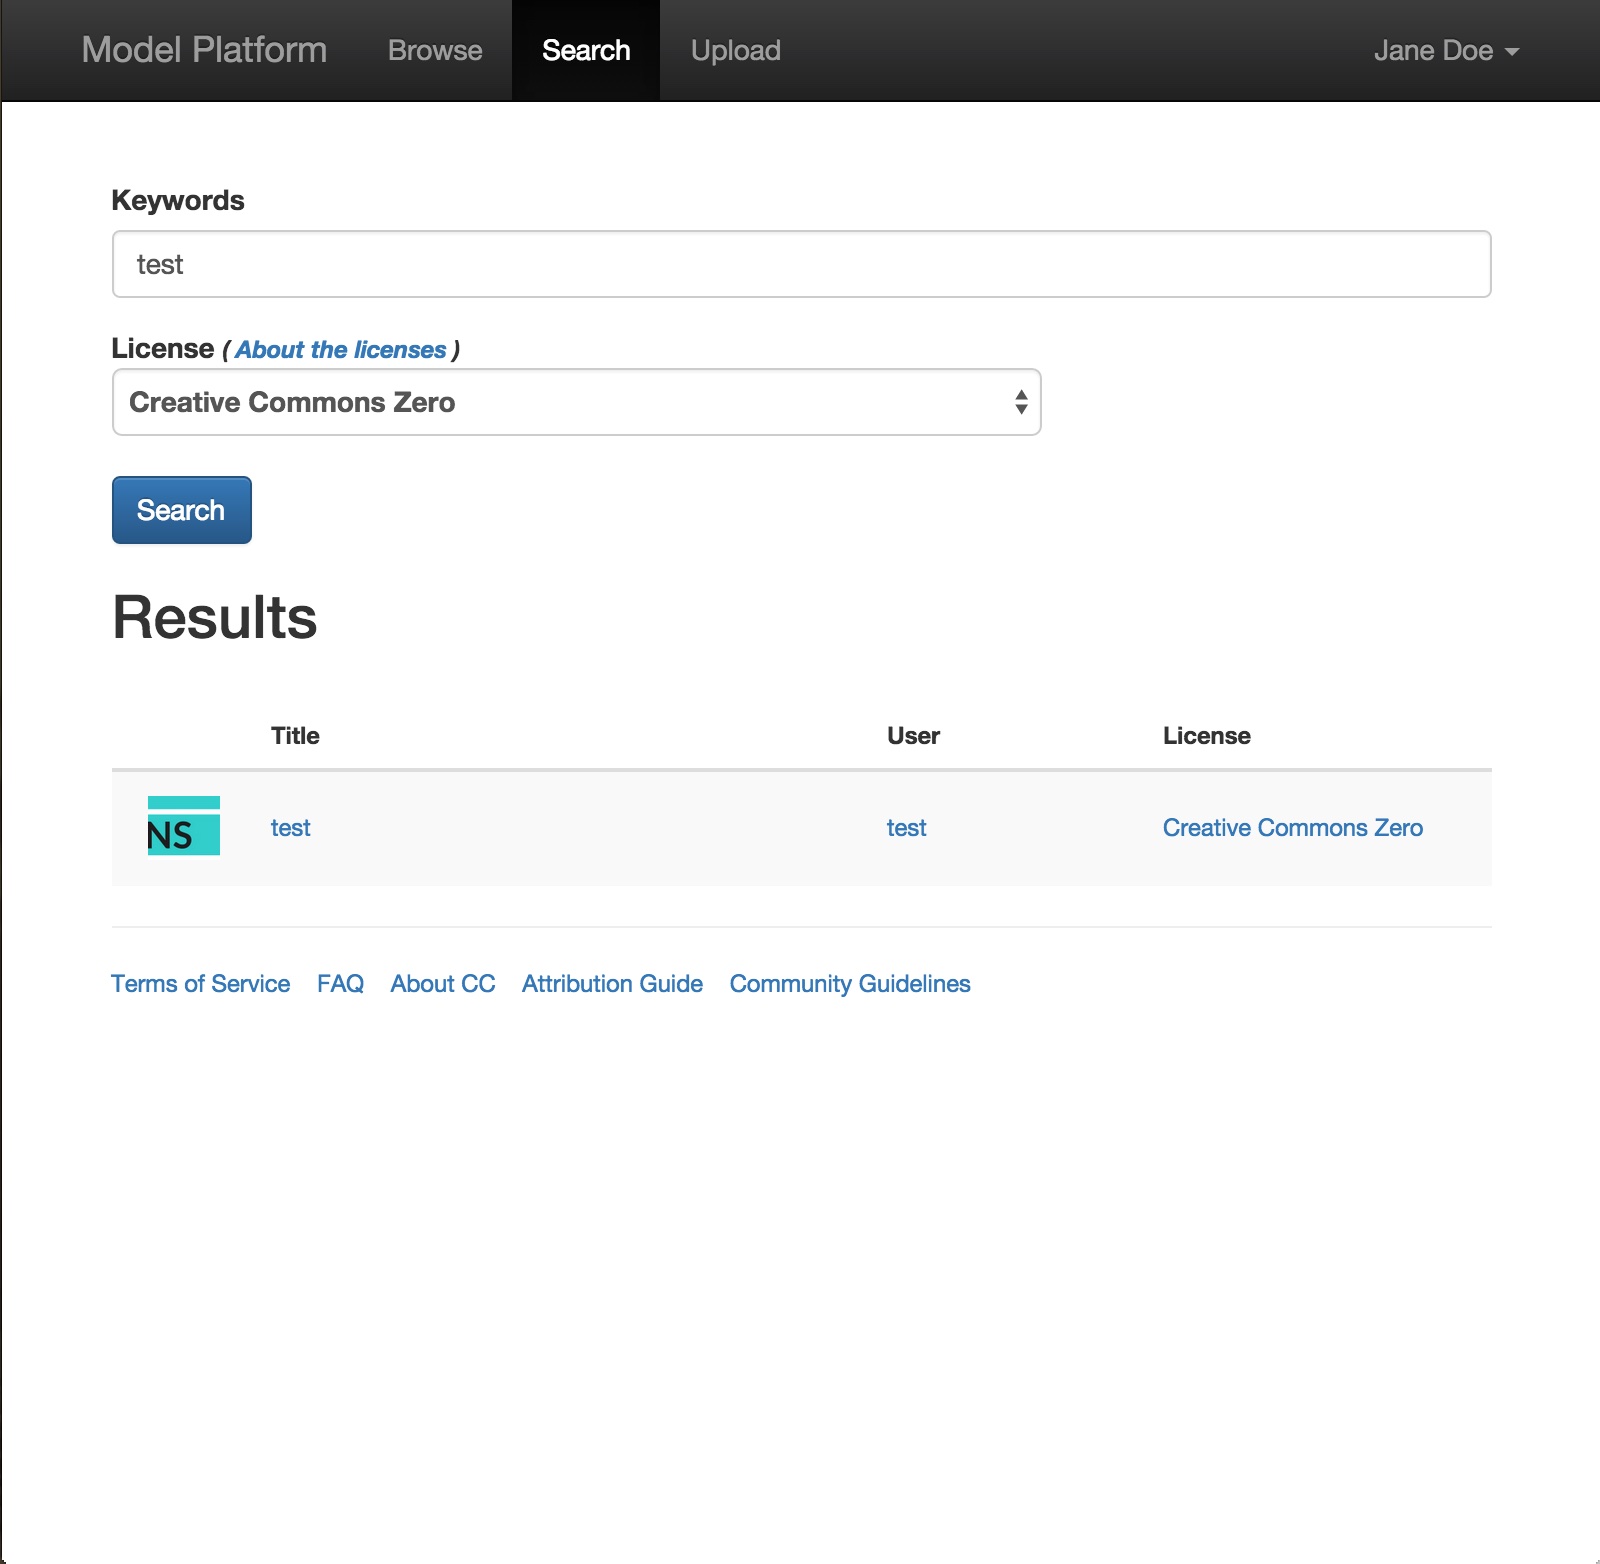 Model Platform Browse Search Upload Jane Doe
Keywords
test
License ( About the licenses )
Creative Commons Zero
Search
Results
Title User License
NS test test Creative Commons Zero
Terms of Service FAQ About CC Attribution Guide Community Guidelines